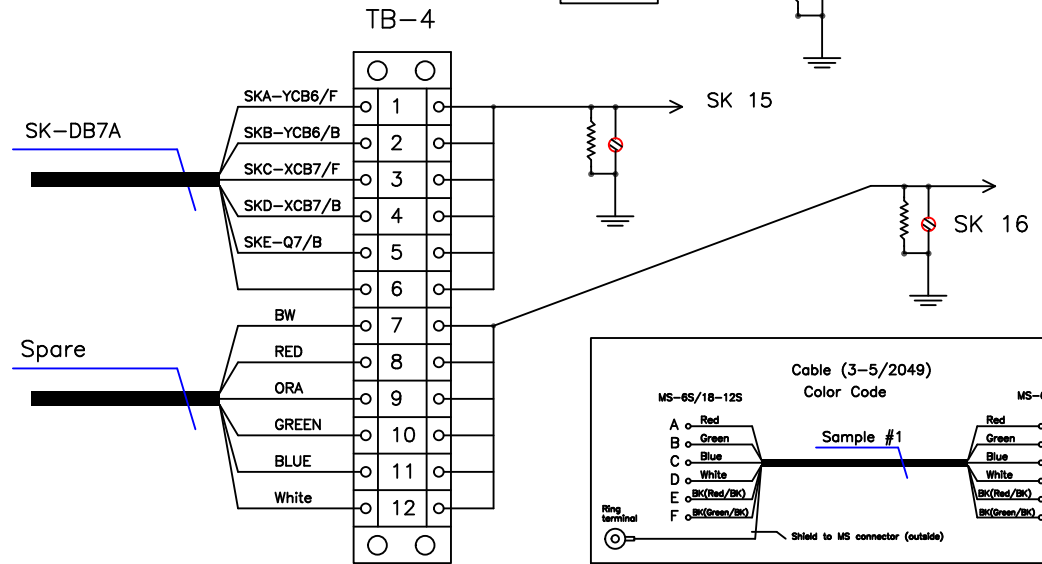 TB-4
SK-DB7A
SKA-YCB6/F
SKB-YCB6/B
SKC-XCB7/F
SKD-XCB7/B
SKE-Q7/B
1
2
3
4
5
6
7
8
9
10
11
12
SK 15
SK 16
Spare
BW
RED
ORA
GREEN
BLUE
White
Cable (3-5/2049)
Color Code
MS-6S/18-12S
A Red
B Green
C Blue
D White
E BK(Red/BK)
F BK(Green/BK)
Sample #1
Red
Green
Blue
White
BK(Red/BK)
BK(Green/BK)
Ring
terminal
Shield to MS connector (outside)